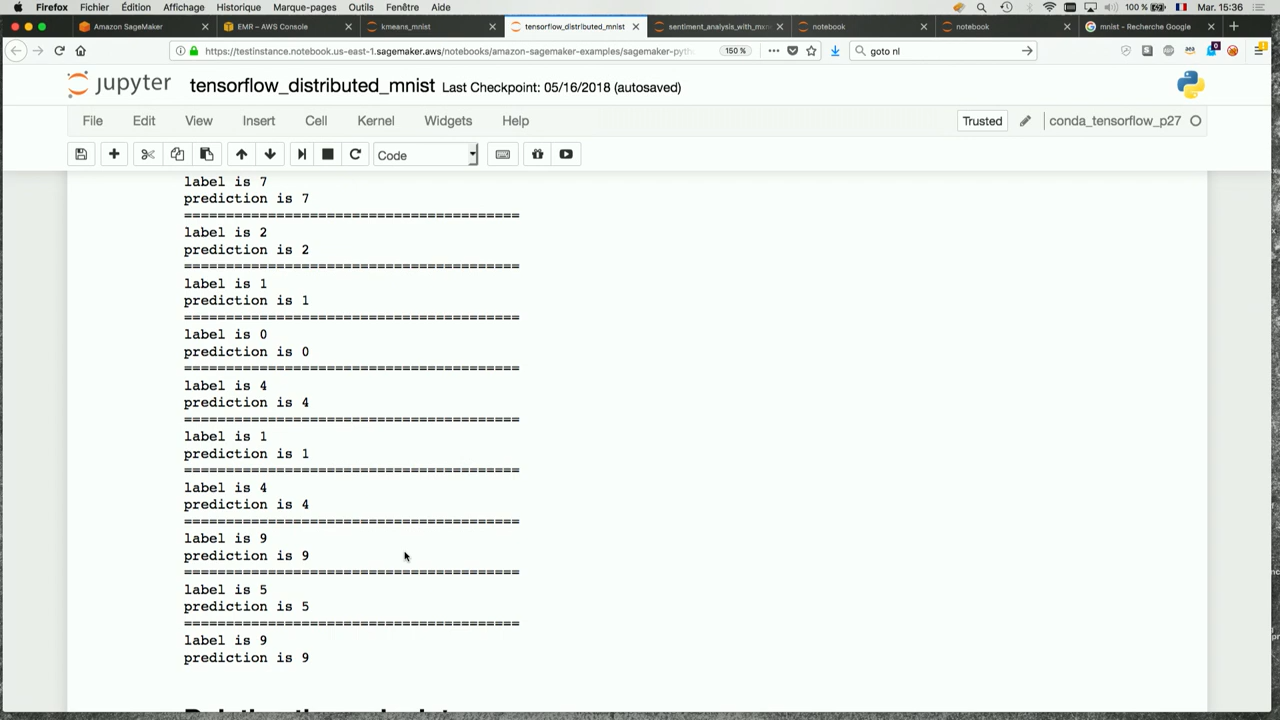 Firefox Fichier Édition Affichage Historique Marque-pages Outils Fenêtre Aide 100 % Mar. 15:36
Amazon SageMaker EMR – AWS Console kmeans_mnist tensorflow_distributed_mnist sentiment_analysis_with_mxn notebook notebook mnist - Recherche Google
https://testinstance.notebook.us-east-1.sagemaker.aws/notebooks/amazon-sagemaker-examples/sagemaker-pyth 150 % goto nl
jupyter tensorflow_distributed_mnist Last Checkpoint: 05/16/2018 (autosaved)
File Edit View Insert Cell Kernel Widgets Help Trusted conda_tensorflow_p27
Code
label is 7
prediction is 7
========================================
label is 2
prediction is 2
========================================
label is 1
prediction is 1
========================================
label is 0
prediction is 0
========================================
label is 4
prediction is 4
========================================
label is 1
prediction is 1
========================================
label is 4
prediction is 4
========================================
label is 9
prediction is 9
========================================
label is 5
prediction is 5
========================================
label is 9
prediction is 9